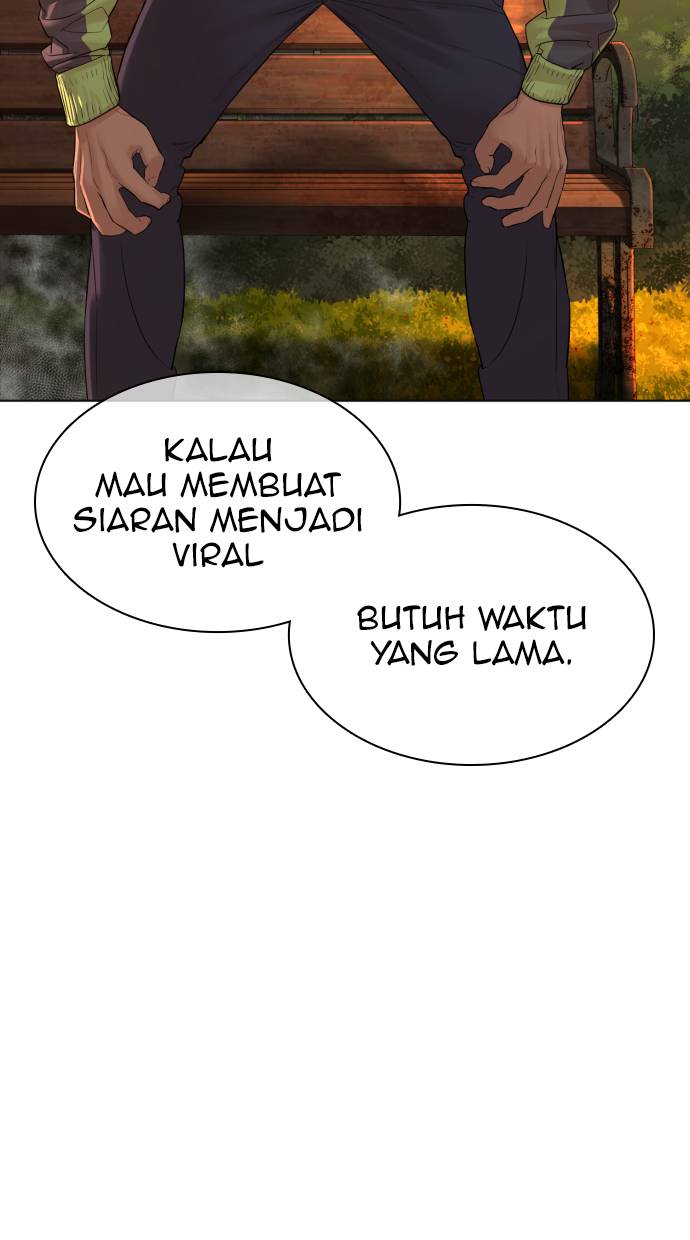 KALAU
MAU MEMBUAT
SIARAN MENJADI
VIRAL
BUTUH WAKTU
YANG LAMA.